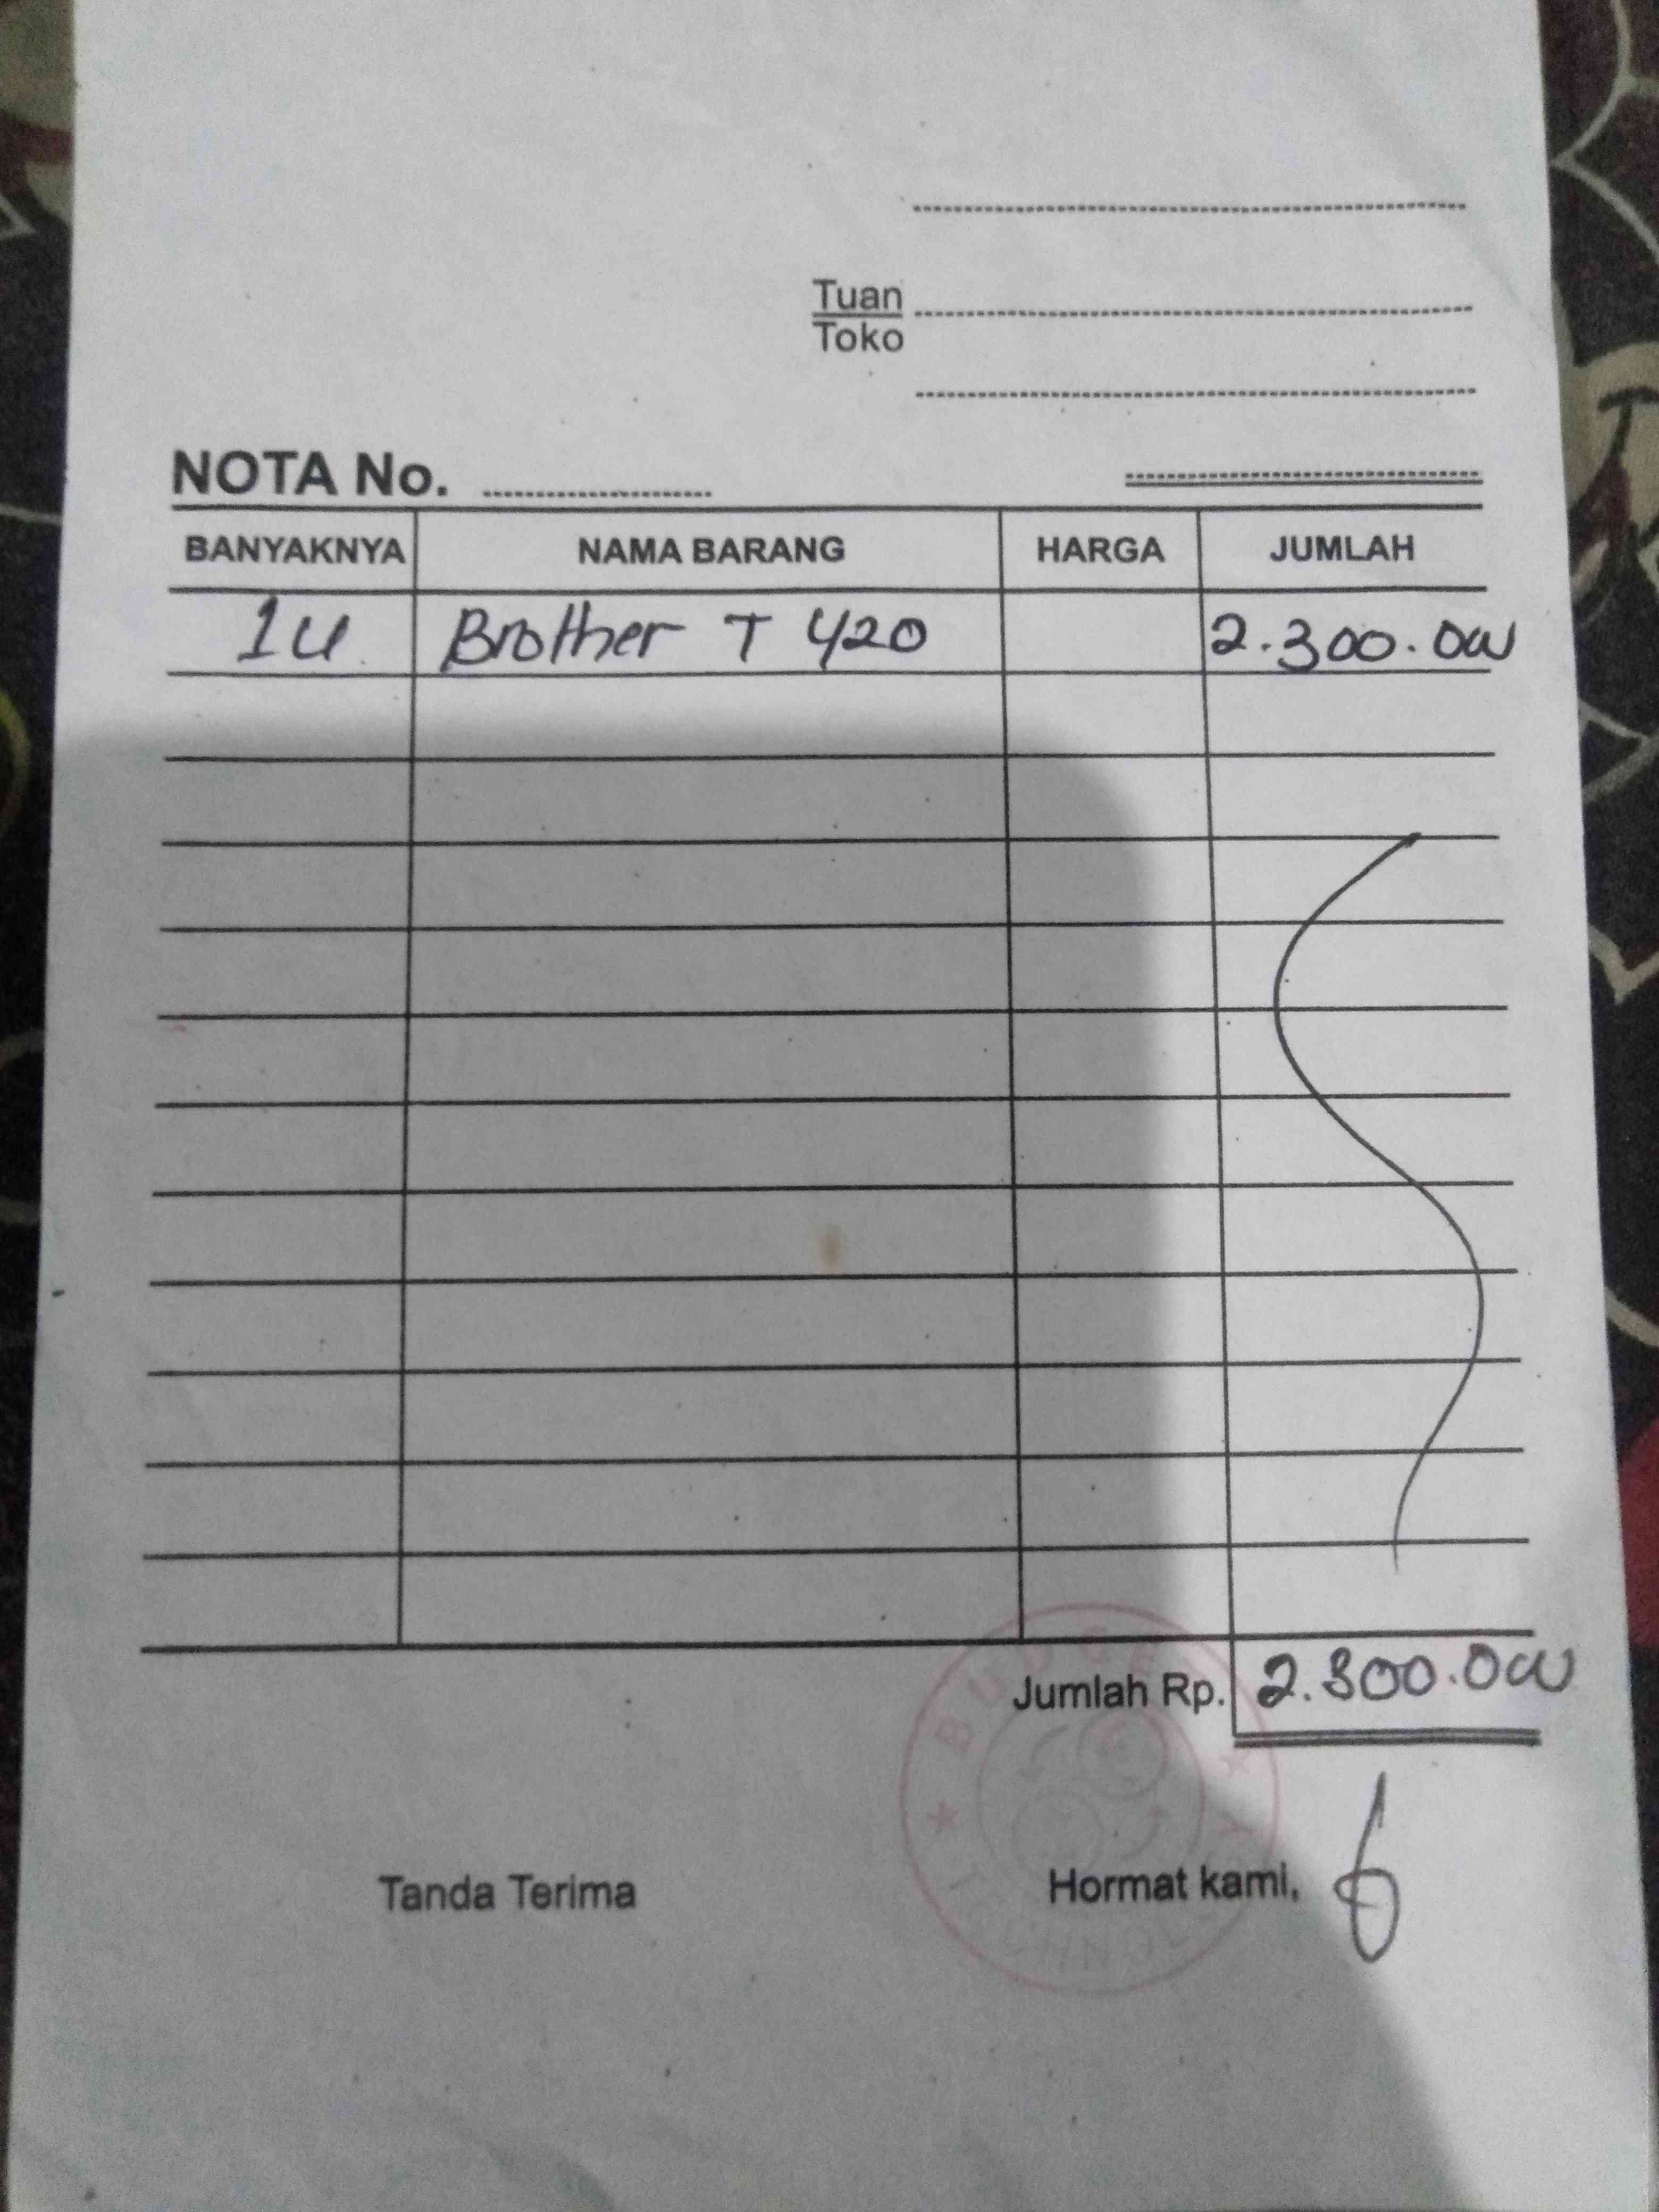 Tuan
Toko
NOTA No.
BANYAKNYA NAMA BARANG HARGA JUMLAH
1 U Brother T 420 2.300.000
Jumlah Rp. 2.300.000
Tanda Terima Hormat kami,